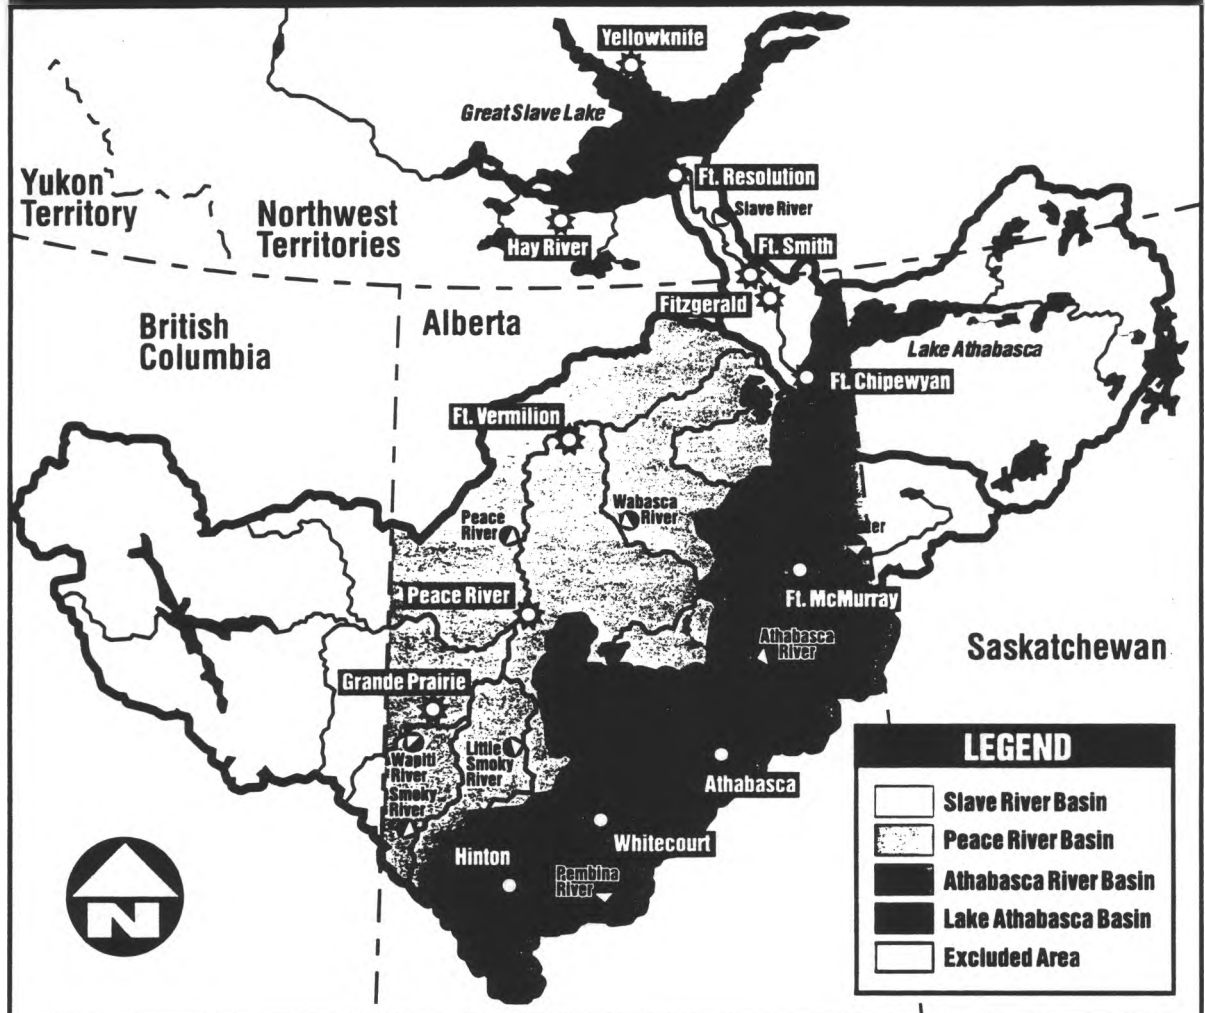 Yellowknife
Great Slave Lake
Ft. Resolution
Yukon
Territory
Northwest
Territories
Slave River
Hay River
Ft. Smith
Fitzgerald
British
Columbia
Alberta
Lake Athabasca
Ft. Chipewyan
Ft. Vermilion
Peace
River
Wabasca
River
Peace River
Ft. McMurray
Athabasca
River
Saskatchewan
Grande Prairie
Wapiti
River
Little
Smoky
River
Smoky
River
Athabasca
Whitecourt
Hinton
Pembina
River
N
LEGEND
Slave River Basin
Peace River Basin
Athabasca River Basin
Lake Athabasca Basin
Excluded Area